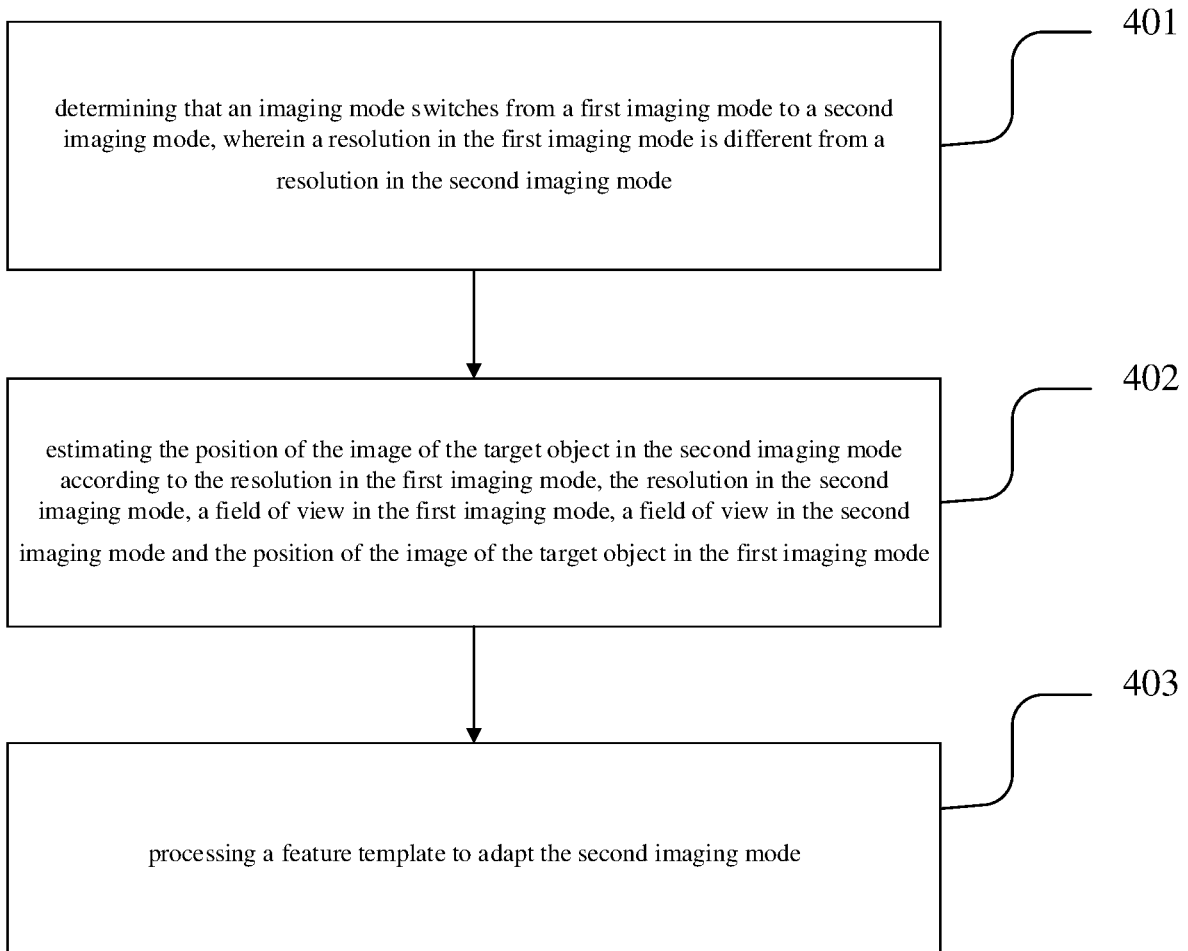 401
determining that an imaging mode switches from a first imaging mode to a second
imaging mode, wherein a resolution in the first imaging mode is different from a
resolution in the second imaging mode
402
estimating the position of the image of the target object in the second imaging mode
according to the resolution in the first imaging mode, the resolution in the second
imaging mode, a field of view in the first imaging mode, a field of view in the second
imaging mode and the position of the image of the target object in the first imaging mode
403
processing a feature template to adapt the second imaging mode